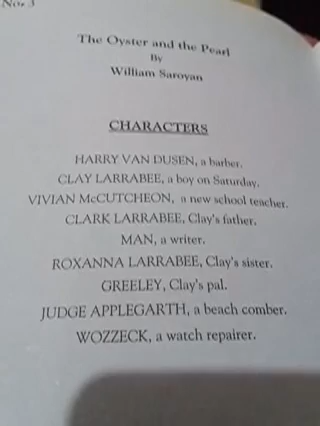 No: 3
The Oyster and the Pearl
By
William Saroyan
CHARACTERS
HARRY VAN DUSEN, a barber.
CLAY LARRABEE, a boy on Saturday.
VIVIAN McCUTCHEON, a new school teacher.
CLARK LARRABEE, Clay's father.
MAN, a writer.
ROXANNA LARRABEE, Clay's sister.
GREELEY, Clay's pal.
JUDGE APPLEGARTH, a beach comber.
WOZZECK, a watch repairer.